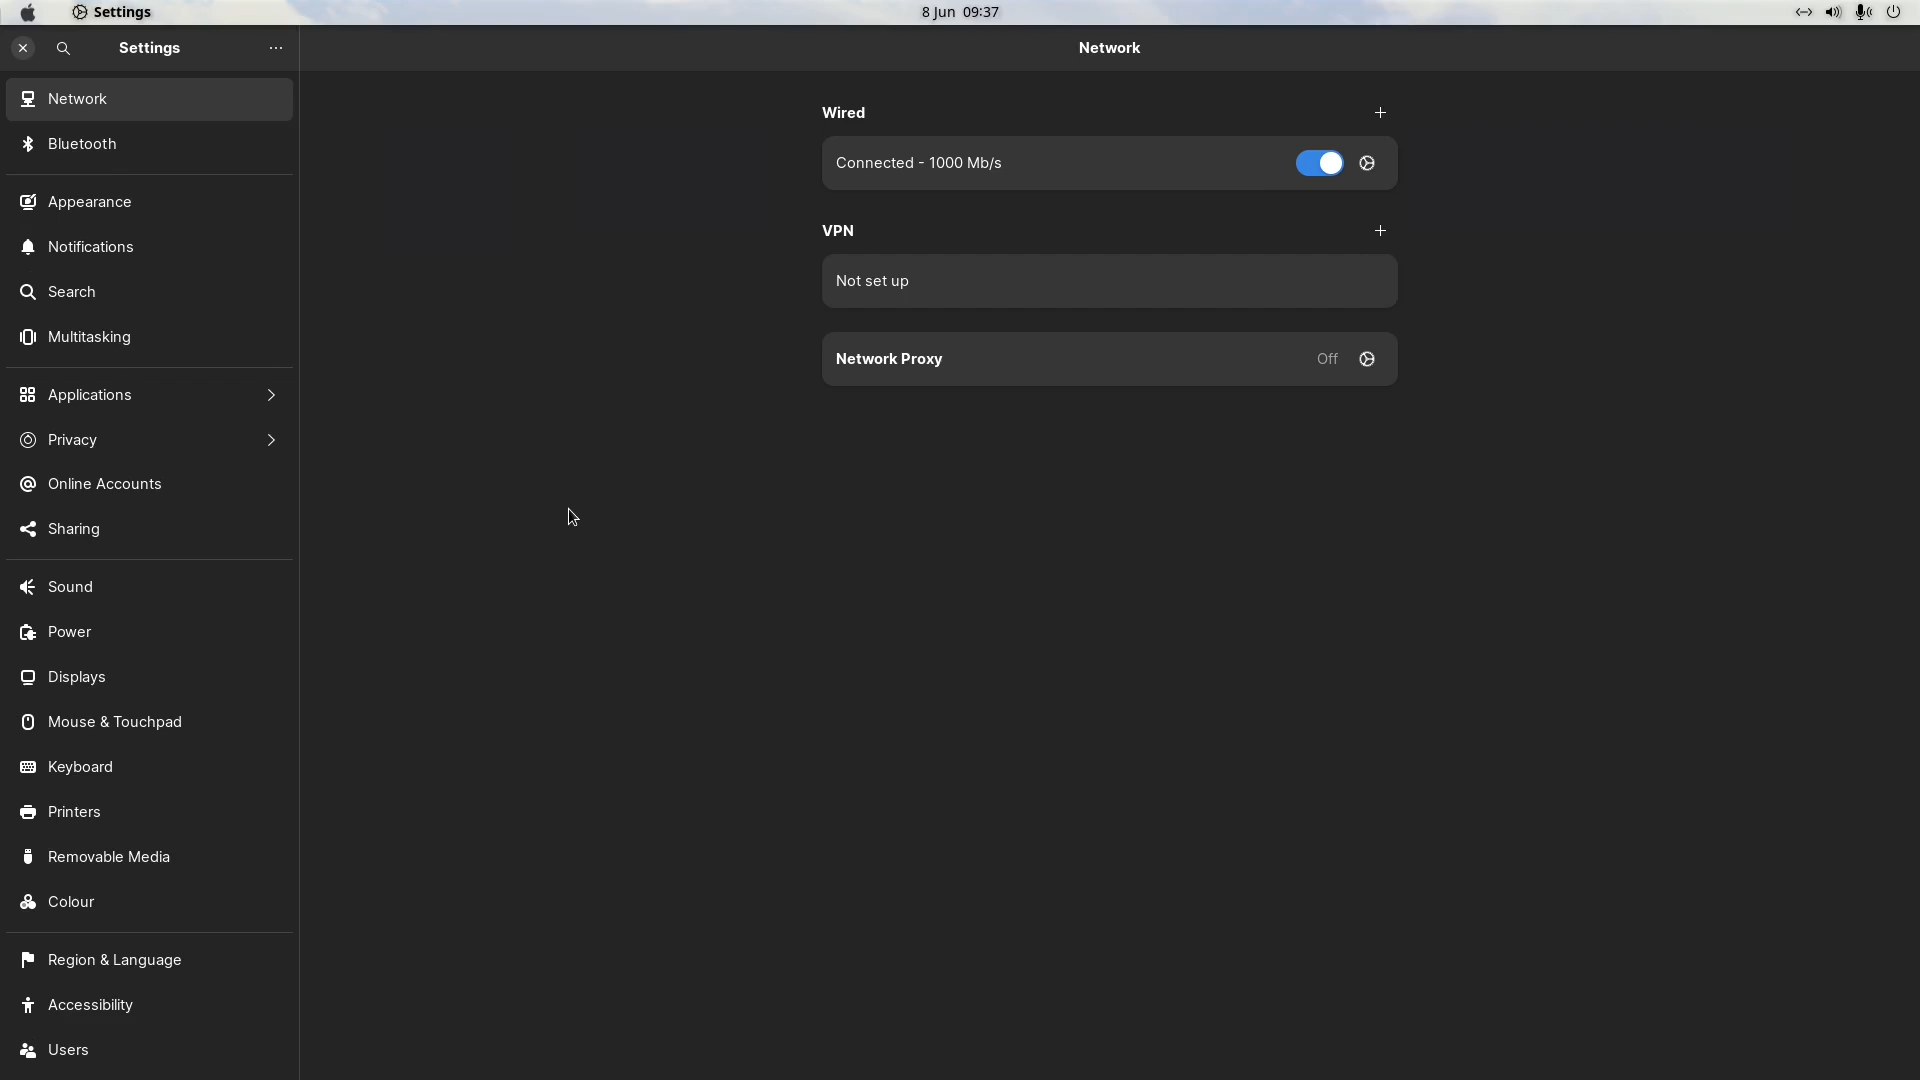 Settings
8 Jun 09:37
Settings
Network
Network
Bluetooth
Appearance
Notifications
Search
Multitasking
Applications
Privacy
Online Accounts
Sharing
Sound
Power
Displays
Mouse & Touchpad
Keyboard
Printers
Removable Media
Colour
Region & Language
Accessibility
Users
Wired
Connected - 1000 Mb/s
VPN
Not set up
Network Proxy Off